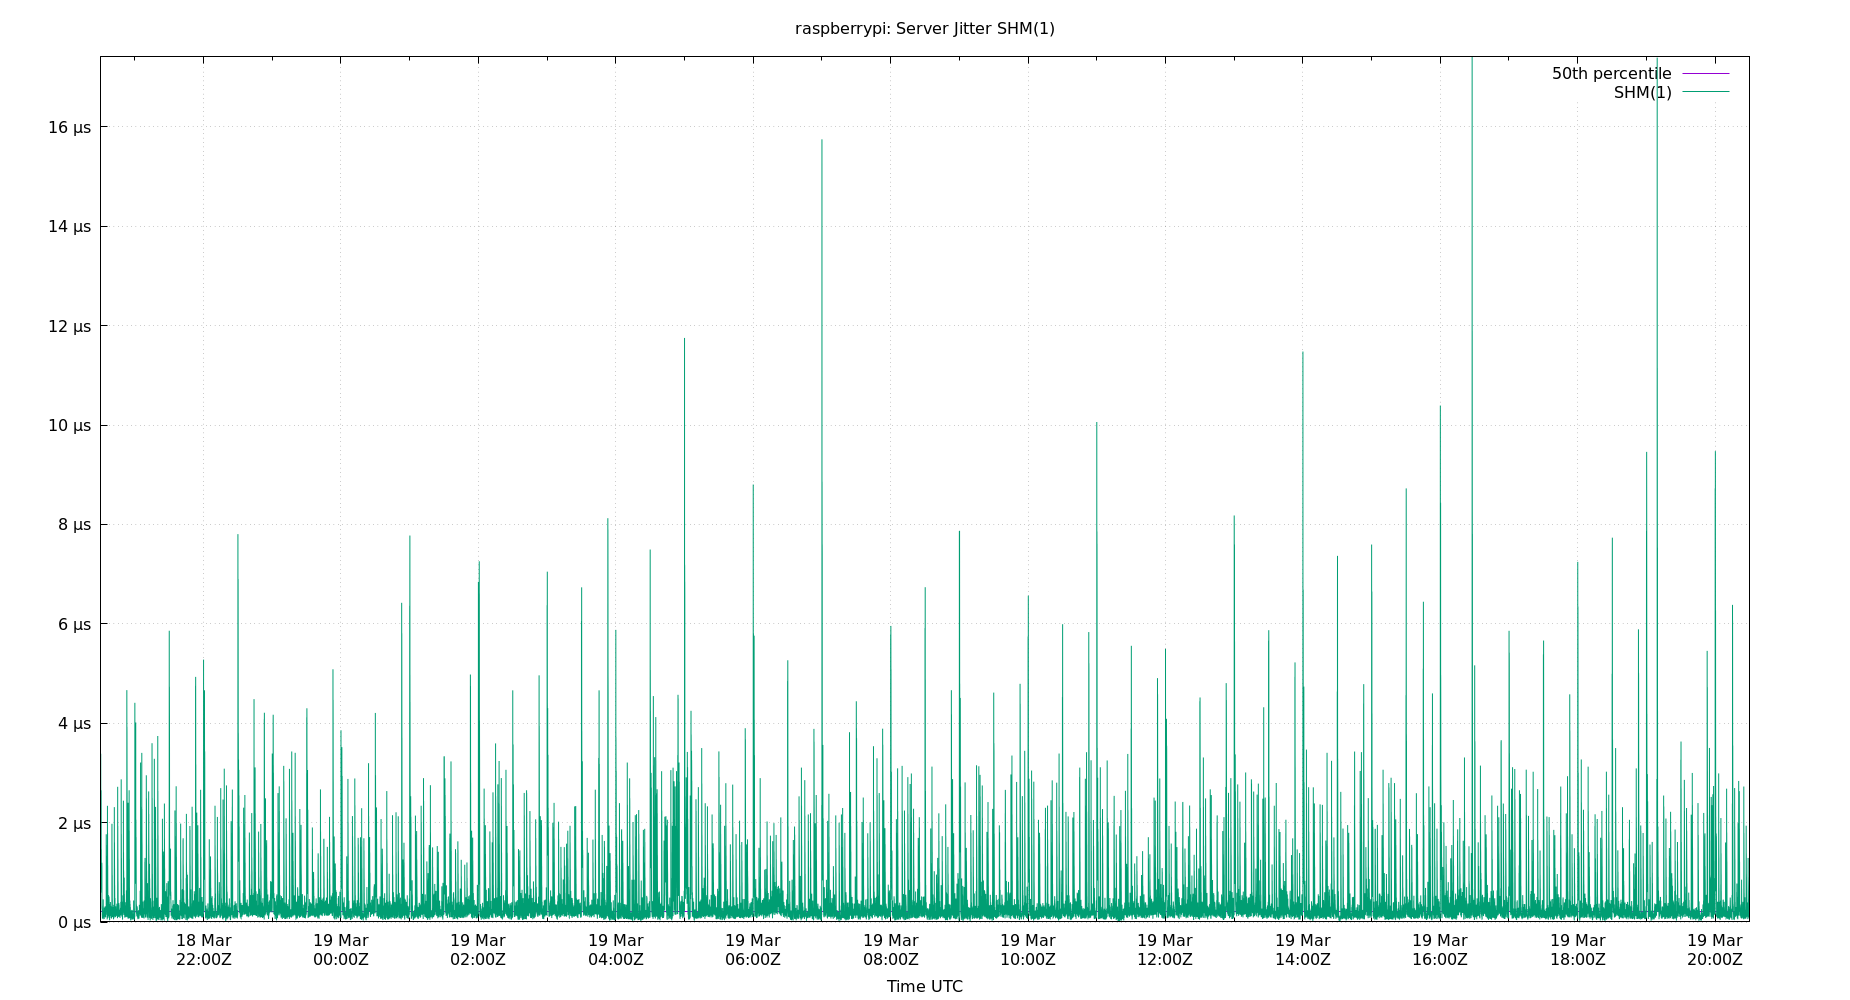 raspberrypi: Server Jitter SHM(1)
50th percentile
SHM(1)
16 µs
14 µs
12 µs
10 µs
8 µs
6 µs
4 µs
2 µs
0 µs
18 Mar 19 Mar 19 Mar 19 Mar 19 Mar 19 Mar 19 Mar 19 Mar 19 Mar 19 Mar 19 Mar 19 Mar
22:00Z 00:00Z 02:00Z 04:00Z 06:00Z 08:00Z 10:00Z 12:00Z 14:00Z 16:00Z 18:00Z 20:00Z
Time UTC